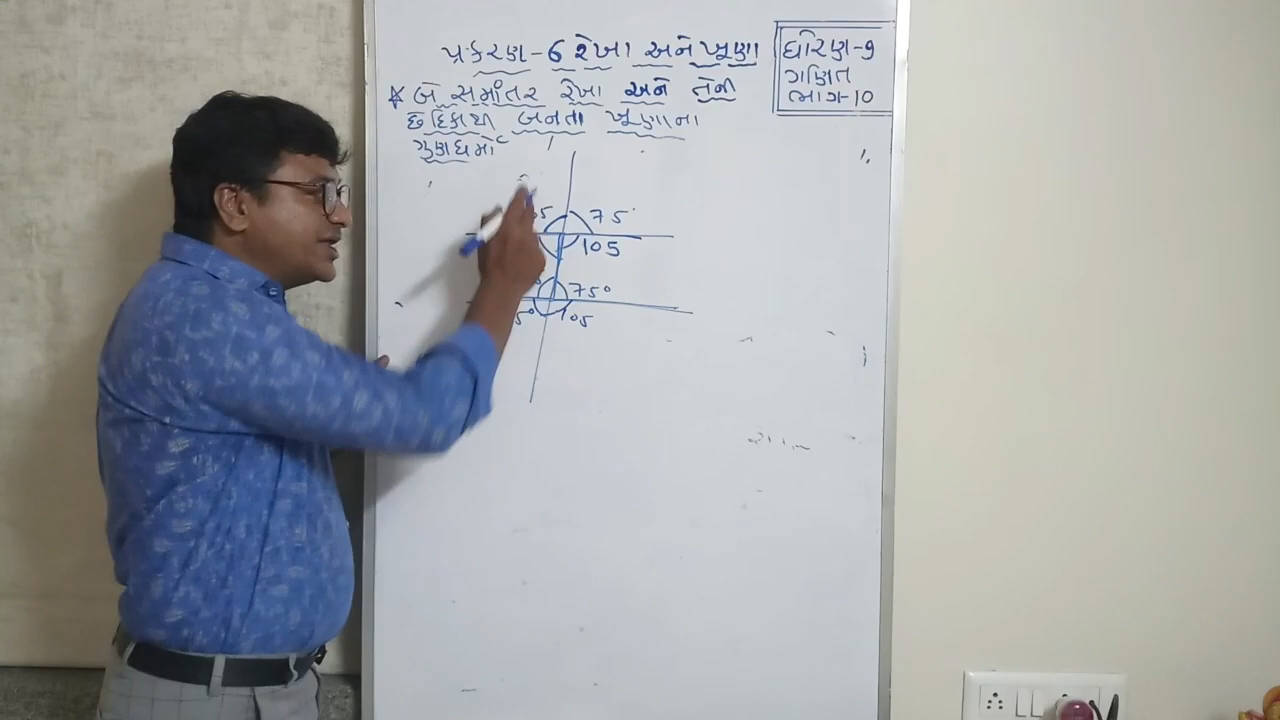 પ્રકરણ-6 રેખા અને ખૂણા
* બે સમાંતર રેખા અને તેની
છેદિકાથી બનતા ખૂણાના
ગુણધર્મો
ધોરણ-9
ગણિત
ભાગ-10
75°
105
75°
105